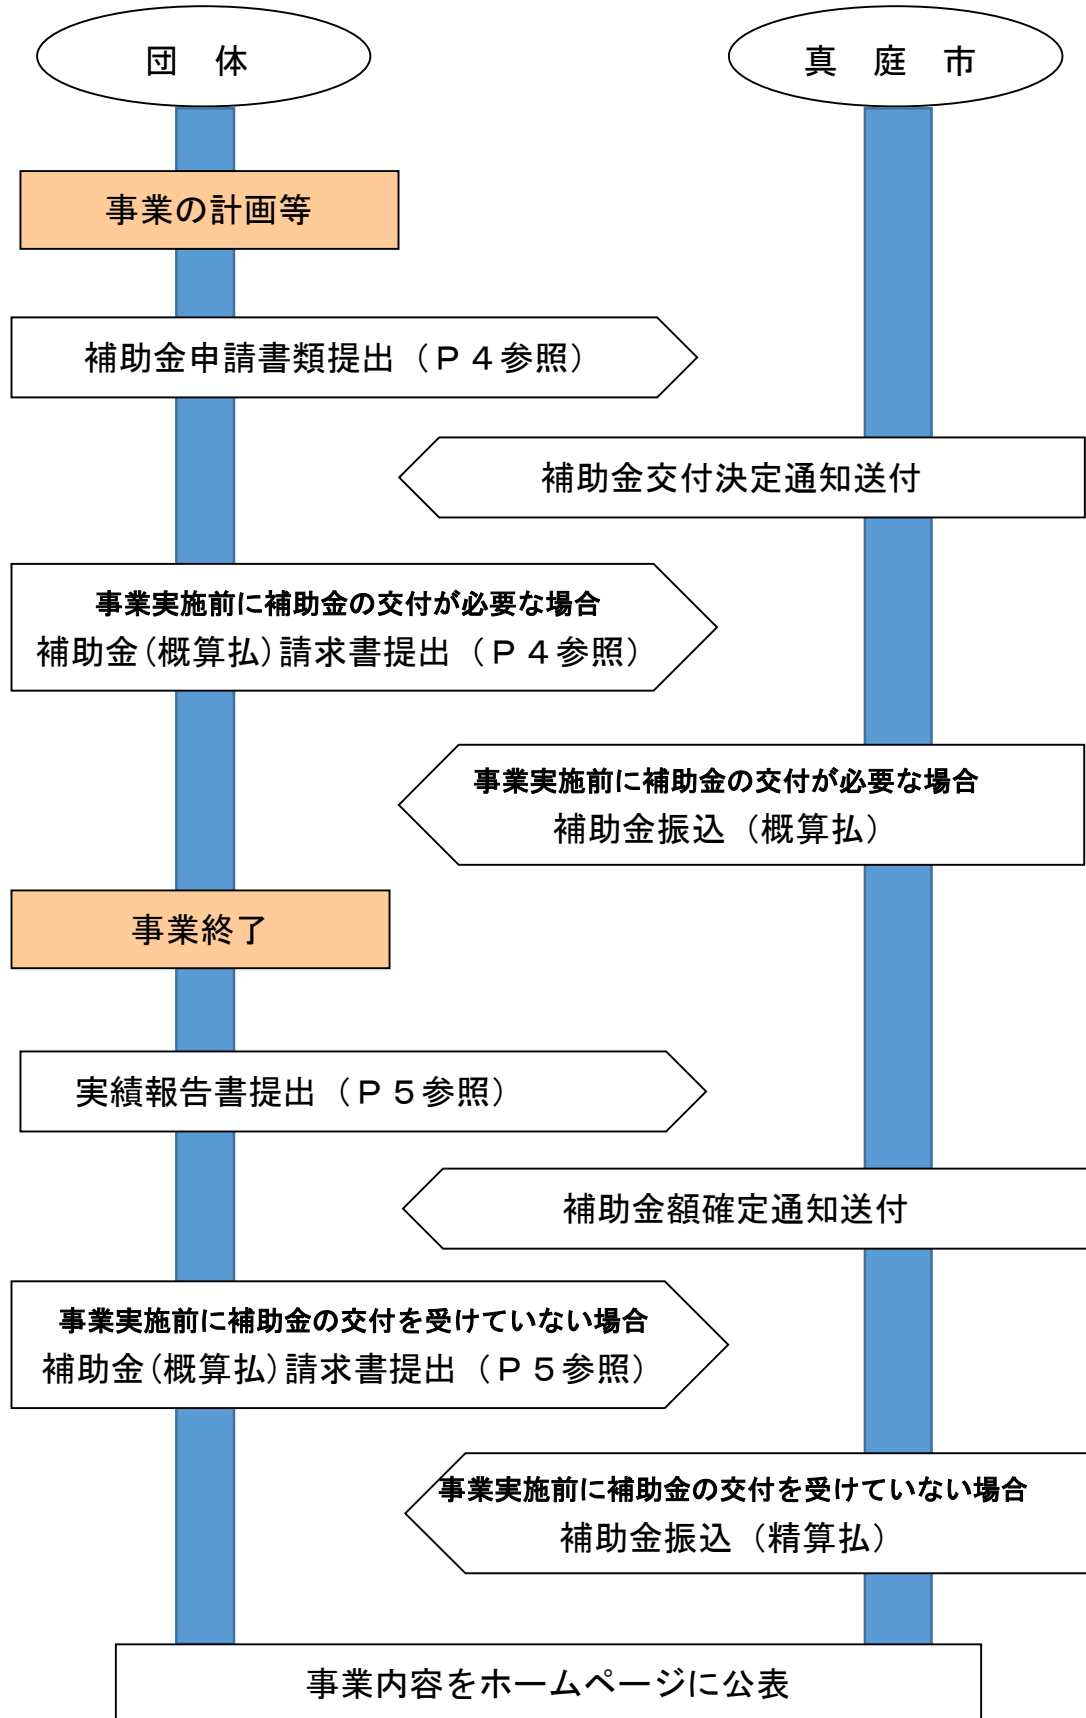 団　体
真　庭　市
事業の計画等
補助金申請書類提出（Ｐ４参照）
補助金交付決定通知送付
事業実施前に補助金の交付が必要な場合
補助金(概算払)請求書提出（Ｐ４参照）
事業実施前に補助金の交付が必要な場合
補助金振込（概算払）
事業終了
実績報告書提出（Ｐ５参照）
補助金額確定通知送付
事業実施前に補助金の交付を受けていない場合
補助金(概算払)請求書提出（Ｐ５参照）
事業実施前に補助金の交付を受けていない場合
補助金振込（精算払）
事業内容をホームページに公表